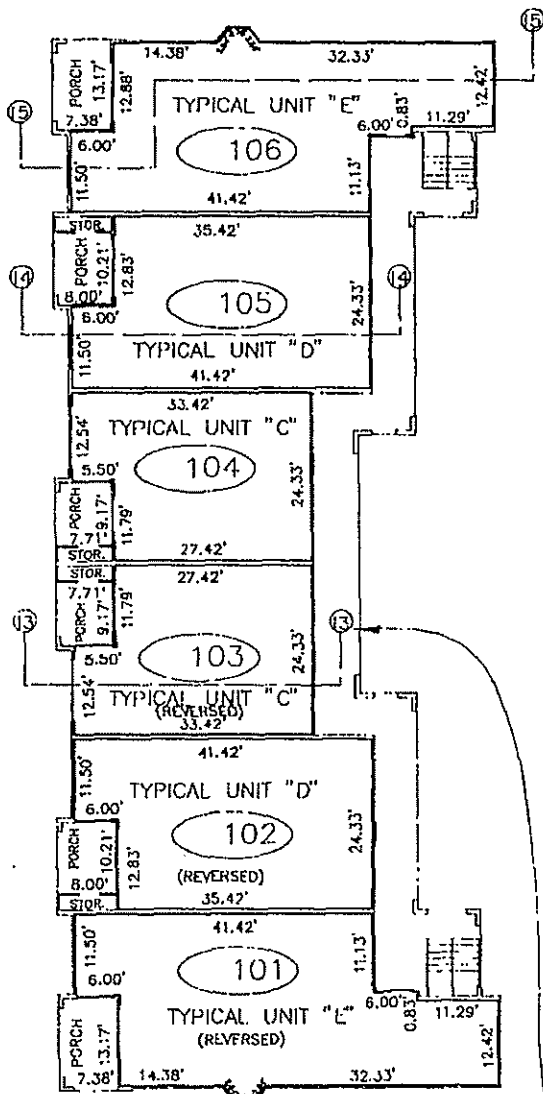 15
14.38' 32.33'
PORCH 13.17' 12.88' 12.42'
TYPICAL UNIT "E"
0.83'
7.38' 6.00' 11.29'
15
6.00'
106
11.50' 11.13'
41.42'
STOR. 35.42'
PORCH 10.21' 12.83'
14 14
8.00' 105
6.00' 24.33'
11.50' TYPICAL UNIT "D"
41.42'
33.42'
12.54' TYPICAL UNIT "C"
5.50' 104
PORCH 9.17' 11.79' 24.33'
7.71'
27.42'
STOR.
STOR. 27.42'
7.71'
PORCH 9.17' 11.79'
13 13
5.50' 103 24.33'
12.54' TYPICAL UNIT "C"
(REVERSED)
33.42'
41.42'
11.50' TYPICAL UNIT "D"
6.00'
102
PORCH 10.21' 12.83' 24.33'
8.00' (REVERSED)
STOR. 35.42'
41.42'
11.50' 11.13'
101
6.00' 6.00' 0.83'
TYPICAL UNIT "E" 11.29'
(REVERSED)
PORCH 13.17' 12.42'
7.38' 14.38' 32.33'